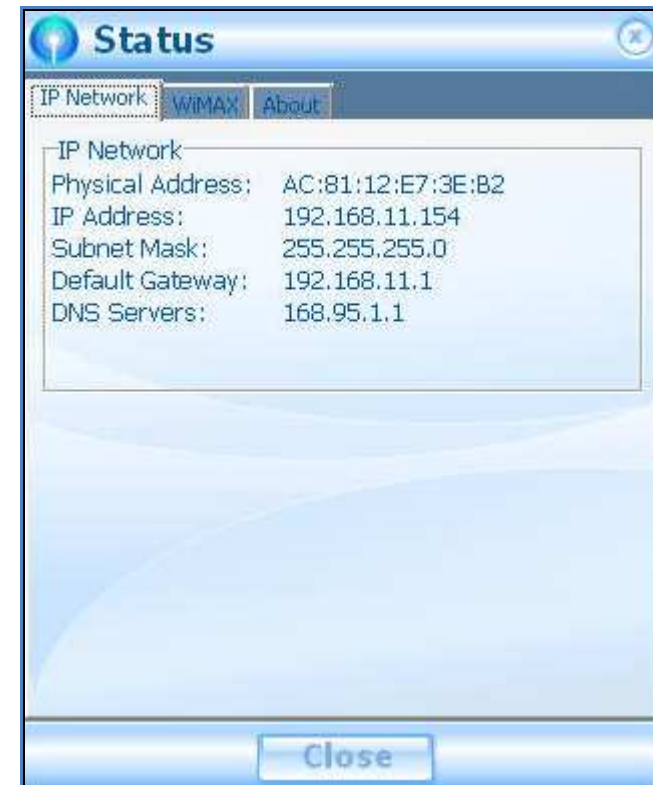 Status
IP Network WiMAX About
IP Network
Physical Address: AC:81:12:E7:3E:B2
IP Address: 192.168.11.154
Subnet Mask: 255.255.255.0
Default Gateway: 192.168.11.1
DNS Servers: 168.95.1.1
Close